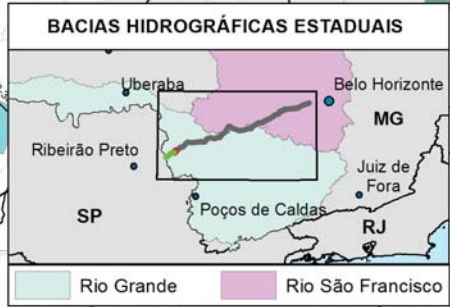 BACIAS HIDROGRÁFICAS ESTADUAIS
Uberaba
Belo Horizonte
MG
Ribeirão Preto
Juiz de
Fora
Poços de Caldas
SP
RJ
Rio Grande
Rio São Francisco